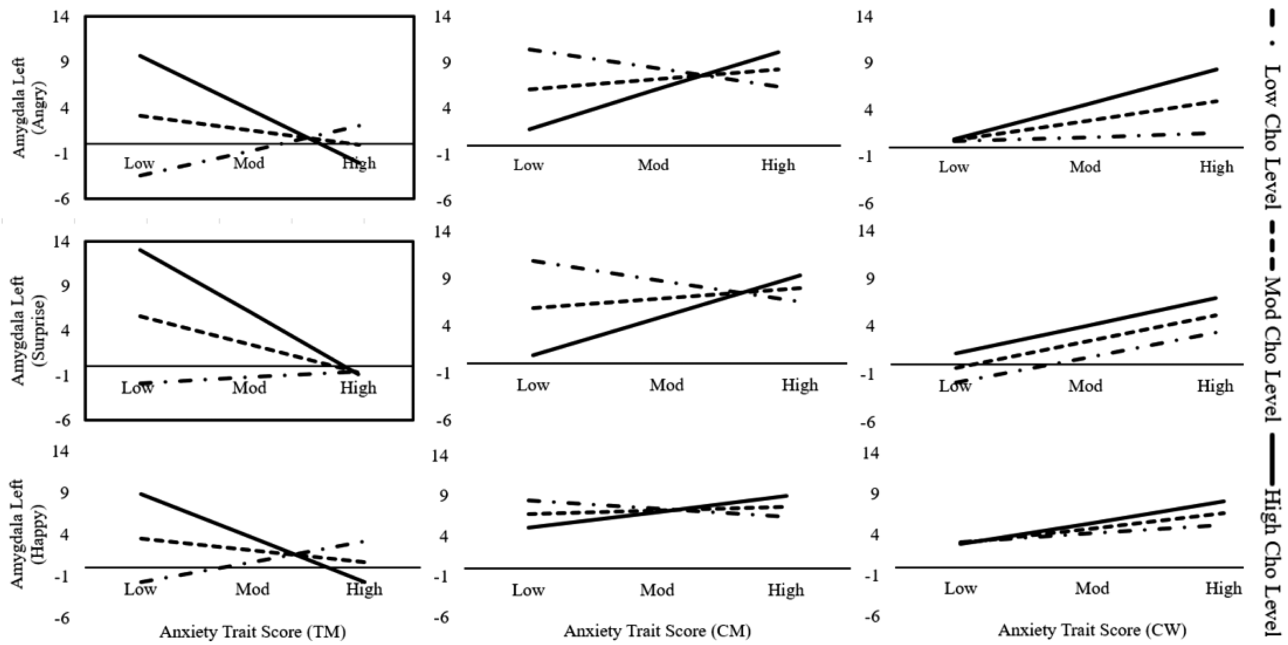 14
9
4
-1
-6
Amygdala Left
(Angry)
Low Mod High
14
9
4
-1
-6
Low Mod High
14
9
4
-1
-6
Low Mod High
14
9
4
-1
-6
Amygdala Left
(Surprise)
Low Mod High
14
9
4
-1
-6
Low Mod High
14
9
4
-1
-6
Low Mod High
14
9
4
-1
-6
Amygdala Left
(Happy)
Low Mod High
Anxiety Trait Score (TM)
14
9
4
-1
-6
Low Mod High
Anxiety Trait Score (CM)
14
9
4
-1
-6
Low Mod High
Anxiety Trait Score (CW)
Low Cho Level
Mod Cho Level
High Cho Level